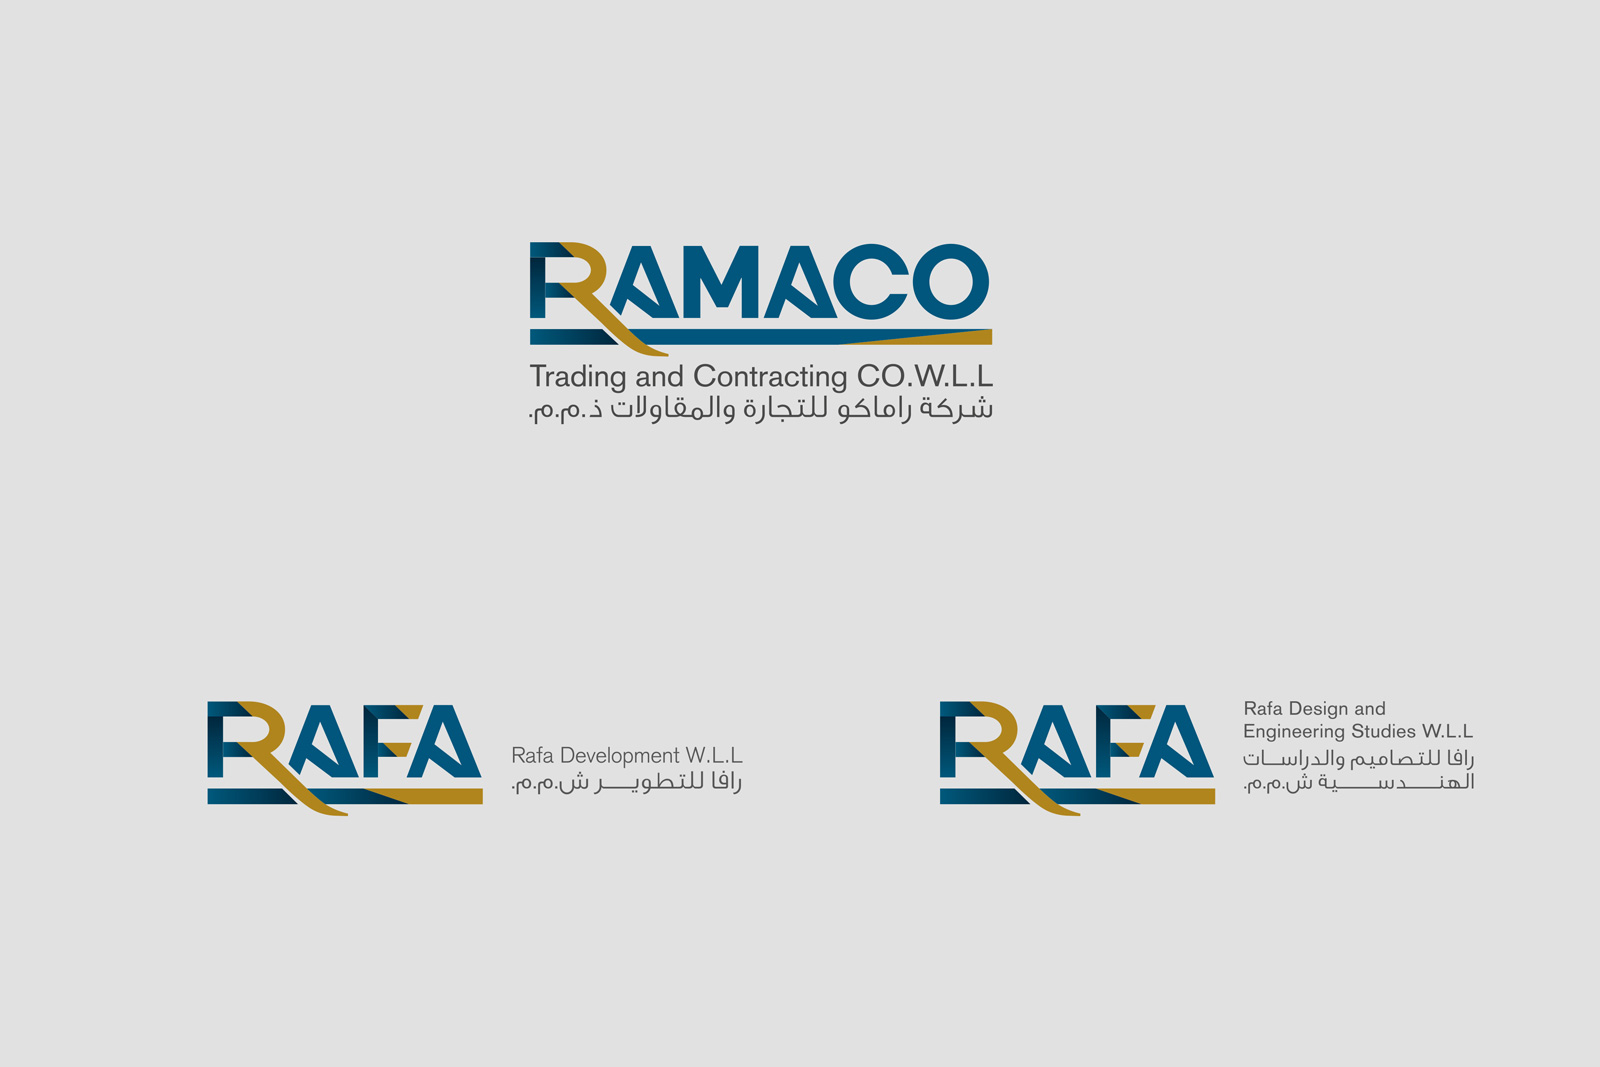 RAMACO
Trading and Contracting CO.W.L.L
شركة راماكو للتجارة والمقاولات ذ.م.م.
RAFA
Rafa Development W.L.L
رافا للتطويـــر ش.م.م.
RAFA
Rafa Design and
Engineering Studies W.L.L
رافا للتصاميم والدراسـات
الهنــــدســــية ش.م.م.